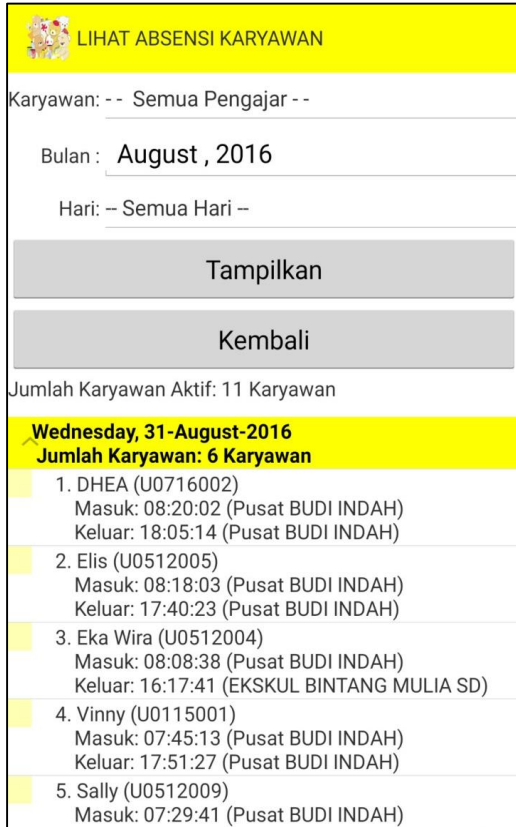 LIHAT ABSENSI KARYAWAN
Karyawan: - - Semua Pengajar - -
Bulan : August , 2016
Hari: -- Semua Hari --
Tampilkan
Kembali
Jumlah Karyawan Aktif: 11 Karyawan
Wednesday, 31-August-2016
Jumlah Karyawan: 6 Karyawan
1. DHEA (U0716002)
Masuk: 08:20:02 (Pusat BUDI INDAH)
Keluar: 18:05:14 (Pusat BUDI INDAH)
2. Elis (U0512005)
Masuk: 08:18:03 (Pusat BUDI INDAH)
Keluar: 17:40:23 (Pusat BUDI INDAH)
3. Eka Wira (U0512004)
Masuk: 08:08:38 (Pusat BUDI INDAH)
Keluar: 16:17:41 (EKSKUL BINTANG MULIA SD)
4. Vinny (U0115001)
Masuk: 07:45:13 (Pusat BUDI INDAH)
Keluar: 17:51:27 (Pusat BUDI INDAH)
5. Sally (U0512009)
Masuk: 07:29:41 (Pusat BUDI INDAH)